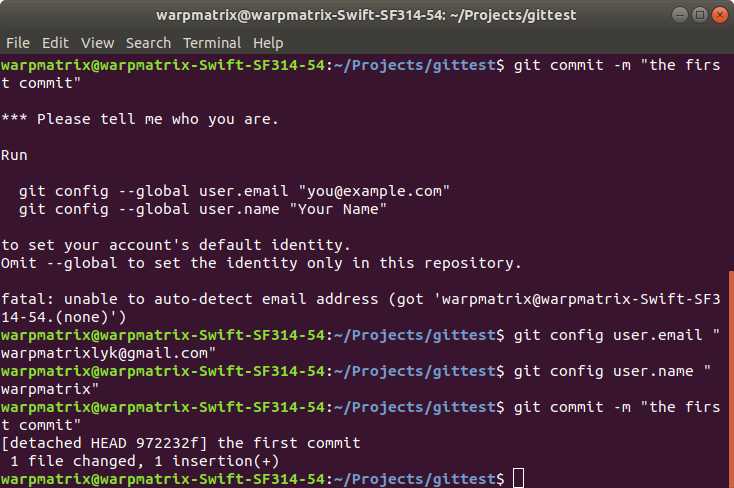 warpmatrix@warpmatrix-Swift-SF314-54: ~/Projects/gittest
File Edit View Search Terminal Help
warpmatrix@warpmatrix-Swift-SF314-54:~/Projects/gittest$ git commit -m "the firs
t commit"
*** Please tell me who you are.
Run
  git config --global user.email "you@example.com"
  git config --global user.name "Your Name"
to set your account's default identity.
Omit --global to set the identity only in this repository.
fatal: unable to auto-detect email address (got 'warpmatrix@warpmatrix-Swift-SF3
14-54.(none)')
warpmatrix@warpmatrix-Swift-SF314-54:~/Projects/gittest$ git config user.email "
warpmatrixlyk@gmail.com"
warpmatrix@warpmatrix-Swift-SF314-54:~/Projects/gittest$ git config user.name "
warpmatrix"
warpmatrix@warpmatrix-Swift-SF314-54:~/Projects/gittest$ git commit -m "the firs
t commit"
[detached HEAD 972232f] the first commit
 1 file changed, 1 insertion(+)
warpmatrix@warpmatrix-Swift-SF314-54:~/Projects/gittest$